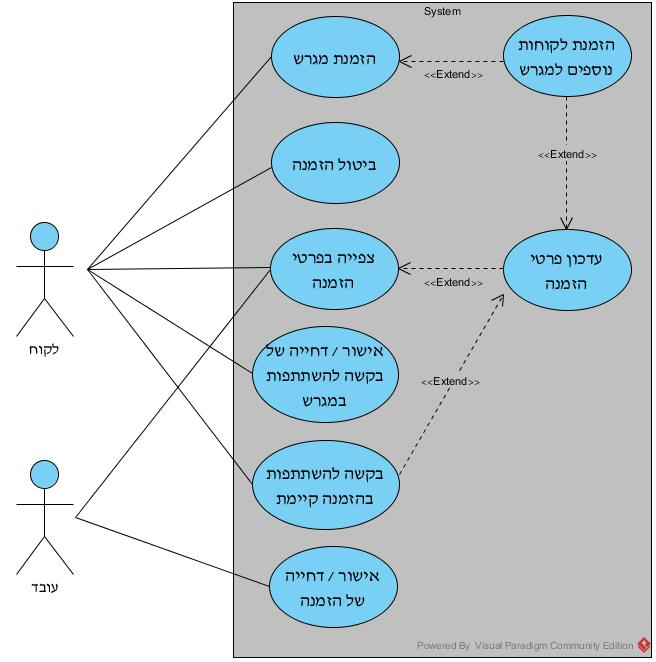 System
הזמנת מגרש
הזמנת לקוחות
נוספים למגרש
<<Extend>>
ביטול הזמנה
<<Extend>>
צפייה בפרטי
הזמנה
עדכון פרטי
הזמנה
<<Extend>>
לקוח
אישור / דחייה של
בקשה להשתתפות
במגרש
<<Extend>>
בקשה להשתתפות
בהזמנה קיימת
עובד
אישור / דחייה
של הזמנה
Powered By Visual Paradigm Community Edition